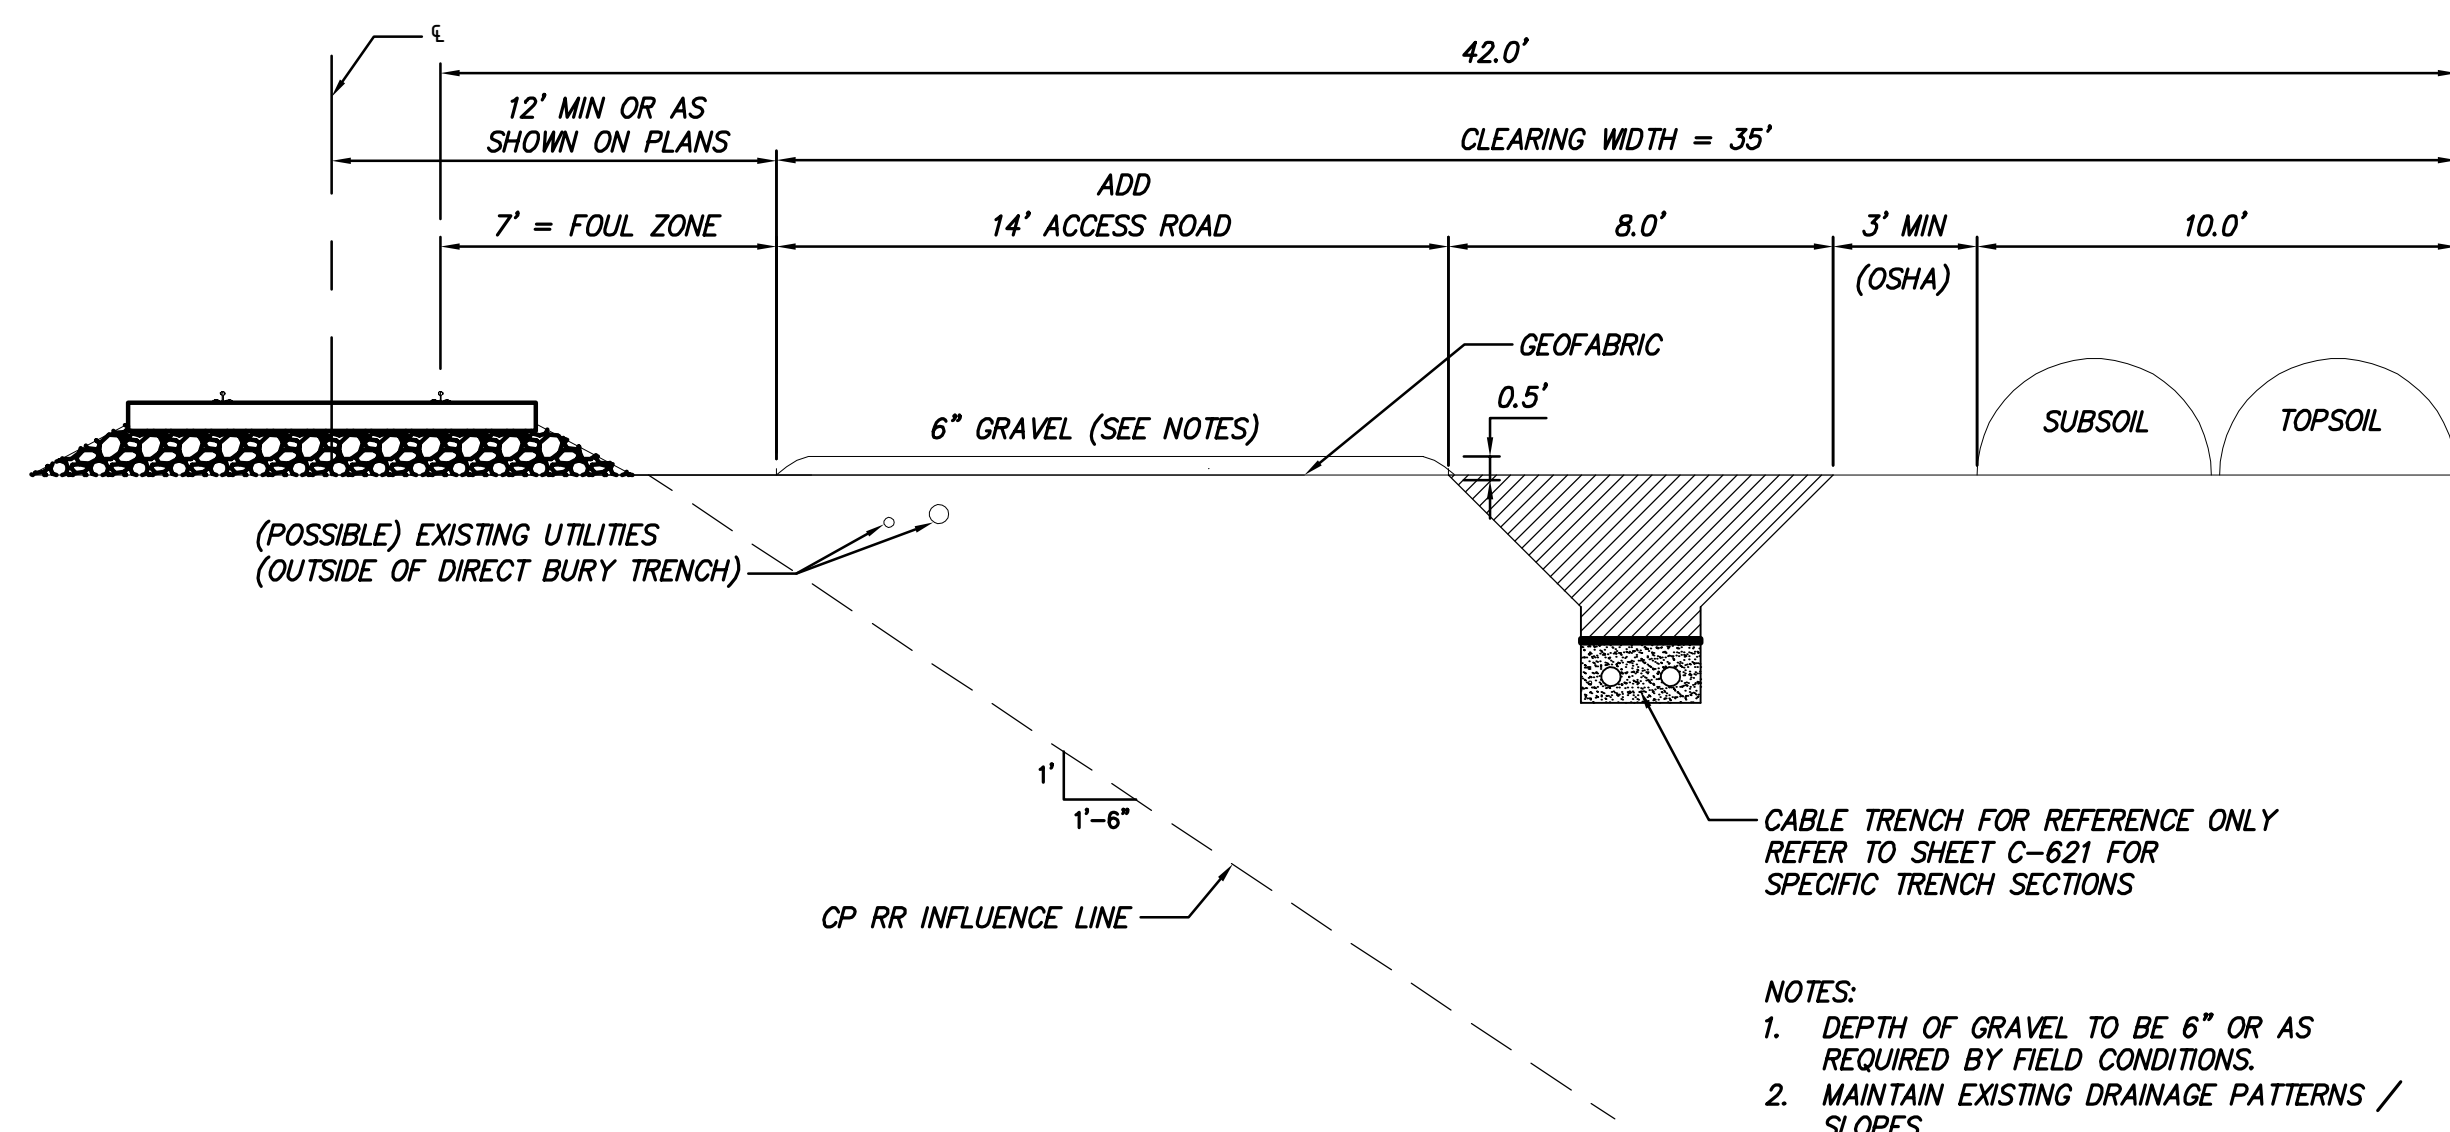 ℄
42.0'
12' MIN OR AS
SHOWN ON PLANS
CLEARING WIDTH = 35'
ADD
7' = FOUL ZONE
14' ACCESS ROAD
8.0'
3' MIN
(OSHA)
10.0'
GEOFABRIC
0.5'
6" GRAVEL (SEE NOTES)
SUBSOIL
TOPSOIL
(POSSIBLE) EXISTING UTILITIES
(OUTSIDE OF DIRECT BURY TRENCH)
1'
1'-6"
CP RR INFLUENCE LINE
CABLE TRENCH FOR REFERENCE ONLY
REFER TO SHEET C-621 FOR
SPECIFIC TRENCH SECTIONS
NOTES:
1. DEPTH OF GRAVEL TO BE 6" OR AS
REQUIRED BY FIELD CONDITIONS.
2. MAINTAIN EXISTING DRAINAGE PATTERNS /
SLOPES